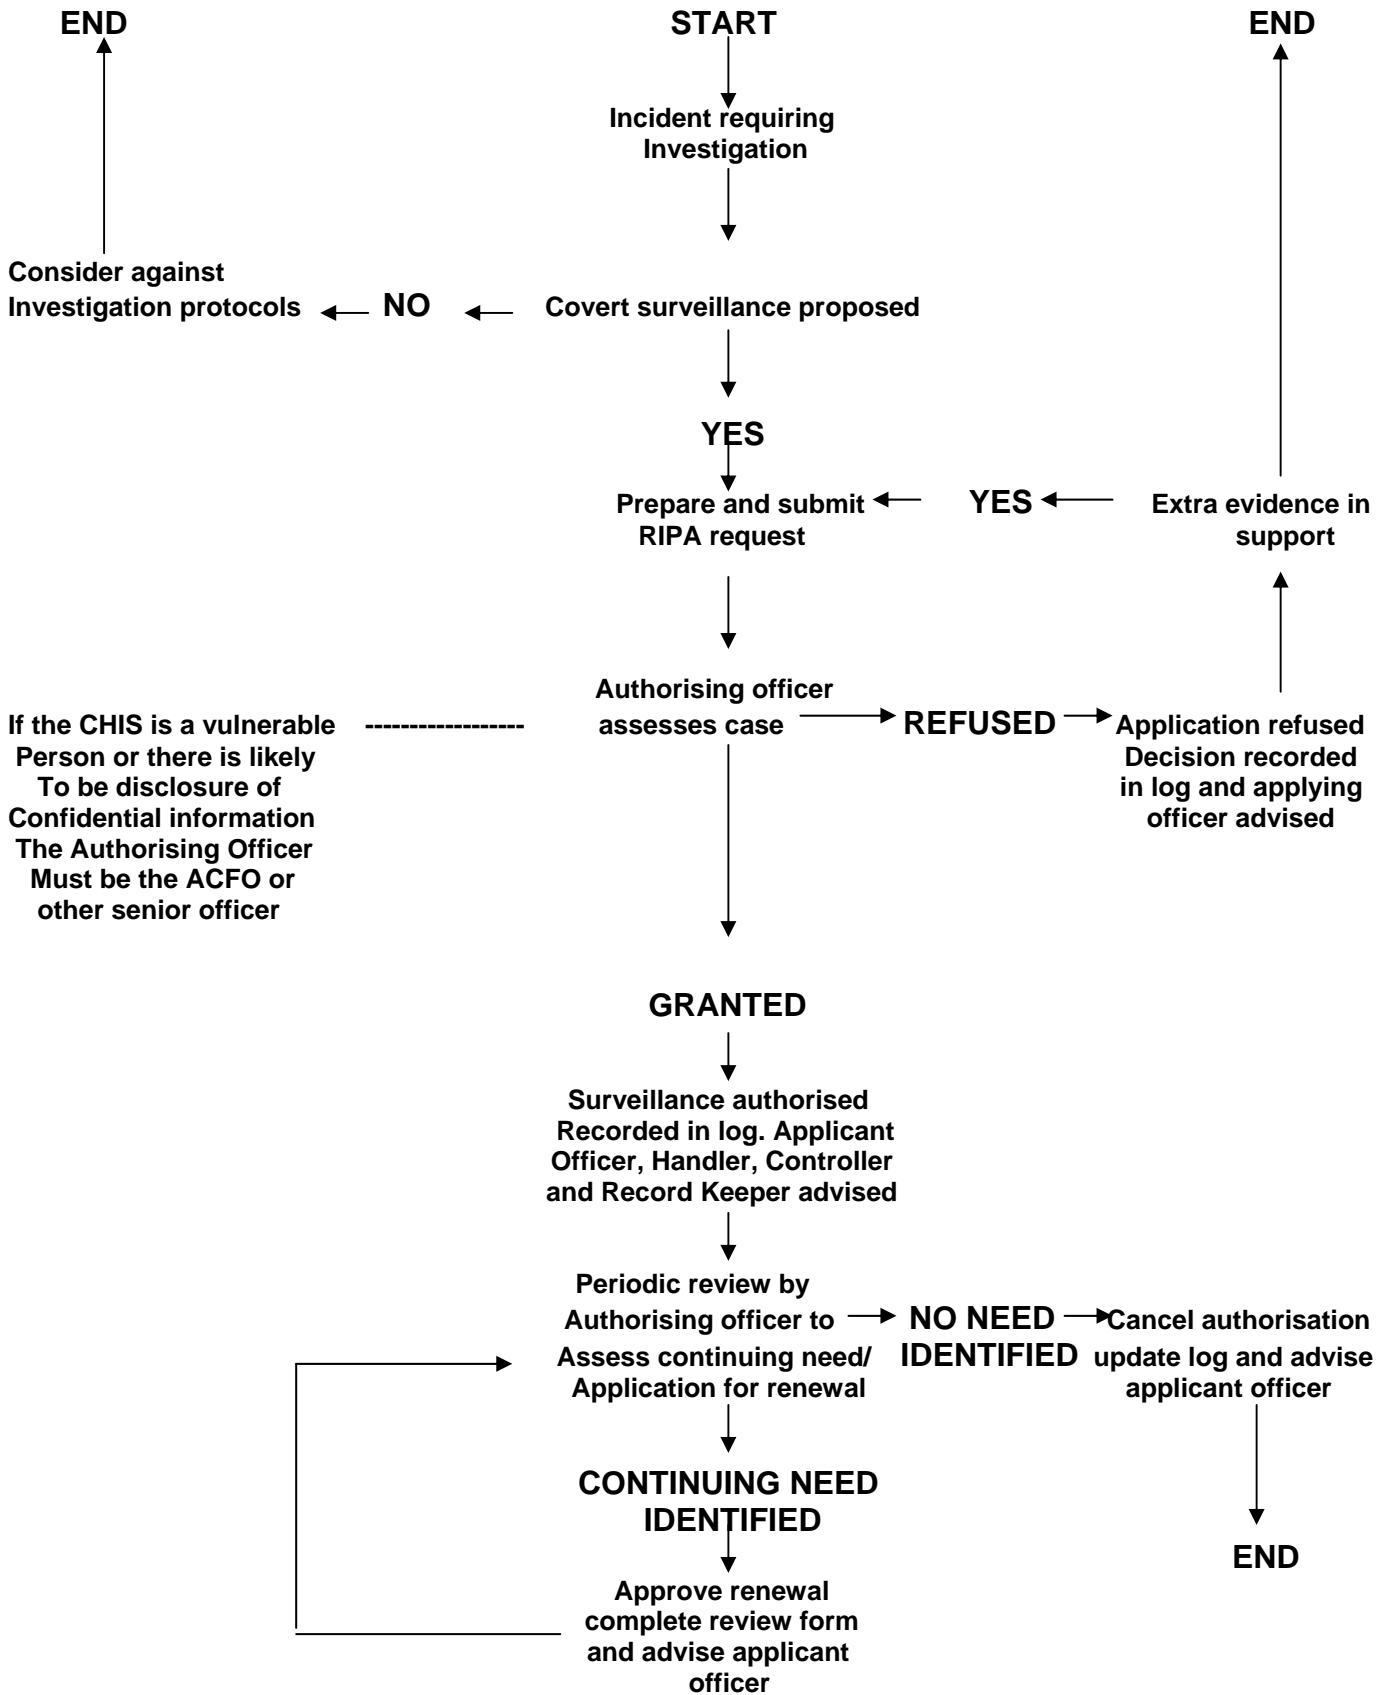 END
START
END
Incident requiring
Investigation
Consider against
Investigation protocols
NO
Covert surveillance proposed
YES
Prepare and submit
RIPA request
YES
Extra evidence in
support
Authorising officer
assesses case
REFUSED
Application refused
Decision recorded
in log and applying
officer advised
If the CHIS is a vulnerable
Person or there is likely
To be disclosure of
Confidential information
The Authorising Officer
Must be the ACFO or
other senior officer
GRANTED
Surveillance authorised
Recorded in log. Applicant
Officer, Handler, Controller
and Record Keeper advised
Periodic review by
Authorising officer to
Assess continuing need/
Application for renewal
NO NEED
IDENTIFIED
Cancel authorisation
update log and advise
applicant officer
CONTINUING NEED
IDENTIFIED
END
Approve renewal
complete review form
and advise applicant
officer